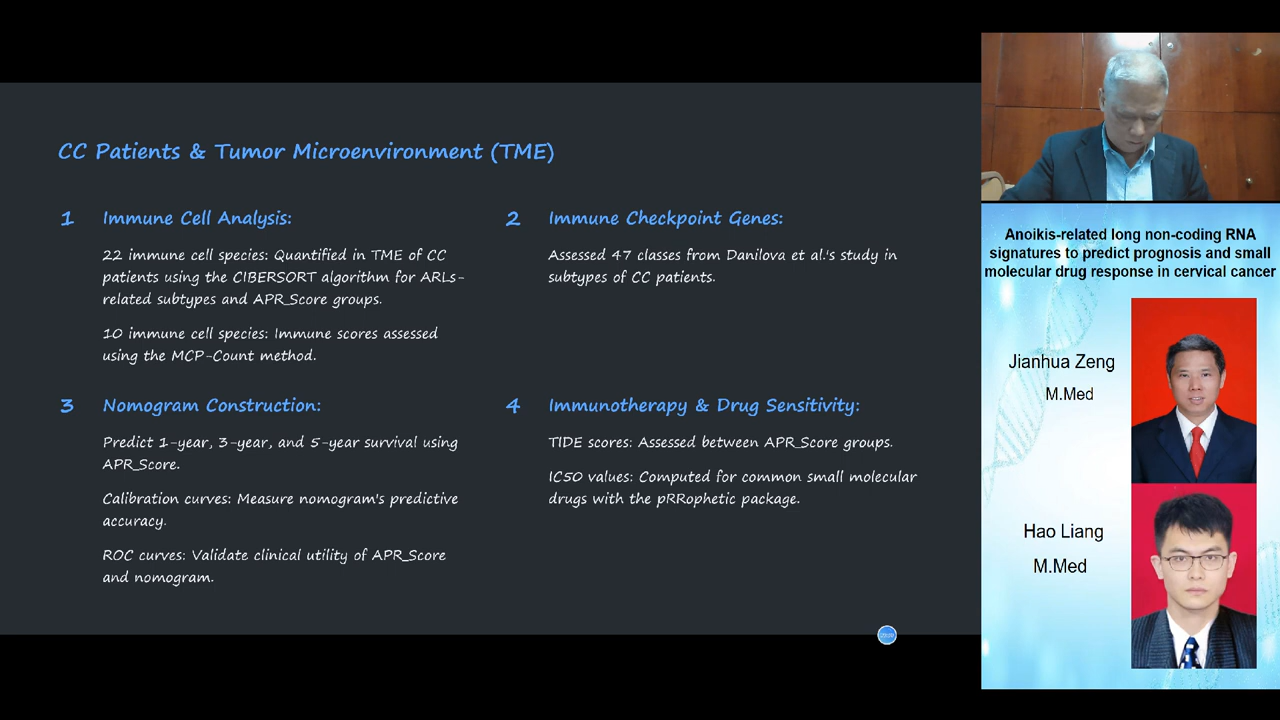 CC Patients & Tumor Microenvironment (TME)
1 Immune Cell Analysis:
22 immune cell species: Quantified in TME of CC
patients using the CIBERSORT algorithm for ARLs-
related subtypes and APR_Score groups.
10 immune cell species: Immune scores assessed
using the MCP-Count method.
2 Immune Checkpoint Genes:
Assessed 47 classes from Danilova et al.'s study in
subtypes of CC patients.
3 Nomogram Construction:
Predict 1-year, 3-year, and 5-year survival using
APR_Score.
Calibration curves: Measure nomogram's predictive
accuracy.
ROC curves: Validate clinical utility of APR_Score
and nomogram.
4 Immunotherapy & Drug Sensitivity:
TIDE scores: Assessed between APR_Score groups.
IC50 values: Computed for common small molecular
drugs with the pRRophetic package.
Anoikis-related long non-coding RNA
signatures to predict prognosis and small
molecular drug response in cervical cancer
Jianhua Zeng
M.Med
Hao Liang
M.Med